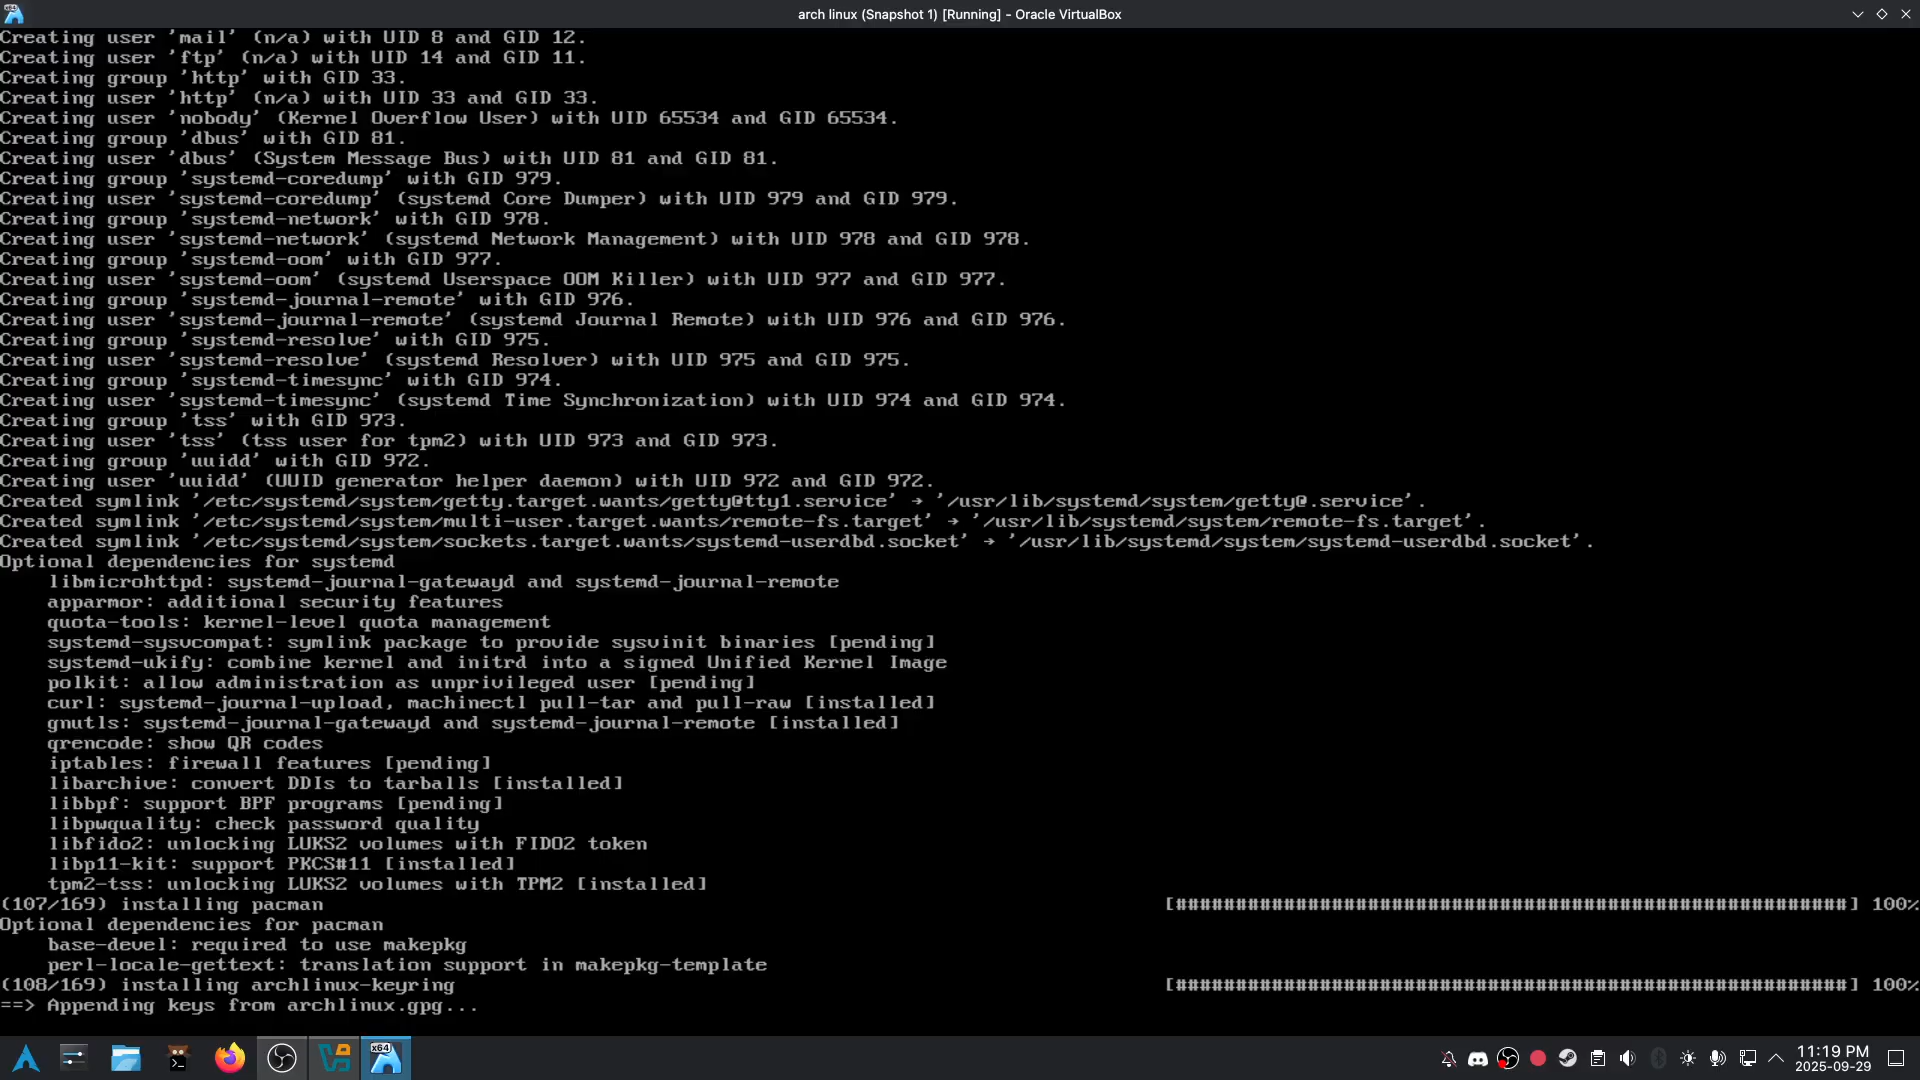 arch linux (Snapshot 1) [Running] - Oracle VirtualBox
Creating user 'mail' (n/a) with UID 8 and GID 12.
Creating user 'ftp' (n/a) with UID 14 and GID 11.
Creating group 'http' with GID 33.
Creating user 'http' (n/a) with UID 33 and GID 33.
Creating user 'nobody' (Kernel Overflow User) with UID 65534 and GID 65534.
Creating group 'dbus' with GID 81.
Creating user 'dbus' (System Message Bus) with UID 81 and GID 81.
Creating group 'systemd-coredump' with GID 979.
Creating user 'systemd-coredump' (systemd Core Dumper) with UID 979 and GID 979.
Creating group 'systemd-network' with GID 978.
Creating user 'systemd-network' (systemd Network Management) with UID 978 and GID 978.
Creating group 'systemd-oom' with GID 977.
Creating user 'systemd-oom' (systemd Userspace OOM Killer) with UID 977 and GID 977.
Creating group 'systemd-journal-remote' with GID 976.
Creating user 'systemd-journal-remote' (systemd Journal Remote) with UID 976 and GID 976.
Creating group 'systemd-resolve' with GID 975.
Creating user 'systemd-resolve' (systemd Resolver) with UID 975 and GID 975.
Creating group 'systemd-timesync' with GID 974.
Creating user 'systemd-timesync' (systemd Time Synchronization) with UID 974 and GID 974.
Creating group 'tss' with GID 973.
Creating user 'tss' (tss user for tpm2) with UID 973 and GID 973.
Creating group 'uuidd' with GID 972.
Creating user 'uuidd' (UUID generator helper daemon) with UID 972 and GID 972.
Created symlink '/etc/systemd/system/getty.target.wants/getty@tty1.service' → '/usr/lib/systemd/system/getty@.service'.
Created symlink '/etc/systemd/system/multi-user.target.wants/remote-fs.target' → '/usr/lib/systemd/system/remote-fs.target'.
Created symlink '/etc/systemd/system/sockets.target.wants/systemd-userdbd.socket' → '/usr/lib/systemd/system/systemd-userdbd.socket'.
Optional dependencies for systemd
    libmicrohttpd: systemd-journal-gatewayd and systemd-journal-remote
    apparmor: additional security features
    quota-tools: kernel-level quota management
    systemd-sysvcompat: symlink package to provide sysvinit binaries [pending]
    systemd-ukify: combine kernel and initrd into a signed Unified Kernel Image
    polkit: allow administration as unprivileged user [pending]
    curl: systemd-journal-upload, machinectl pull-tar and pull-raw [installed]
    gnutls: systemd-journal-gatewayd and systemd-journal-remote [installed]
    qrencode: show QR codes
    iptables: firewall features [pending]
    libarchive: convert DDIs to tarballs [installed]
    libbpf: support BPF programs [pending]
    libpwquality: check password quality
    libfido2: unlocking LUKS2 volumes with FIDO2 token
    libp11-kit: support PKCS#11 [installed]
    tpm2-tss: unlocking LUKS2 volumes with TPM2 [installed]
(107/169) installing pacman [########################################################] 100%
Optional dependencies for pacman
    base-devel: required to use makepkg
    perl-locale-gettext: translation support in makepkg-template
(108/169) installing archlinux-keyring [########################################################] 100%
==> Appending keys from archlinux.gpg...
x64
11:19 PM
2025-09-29